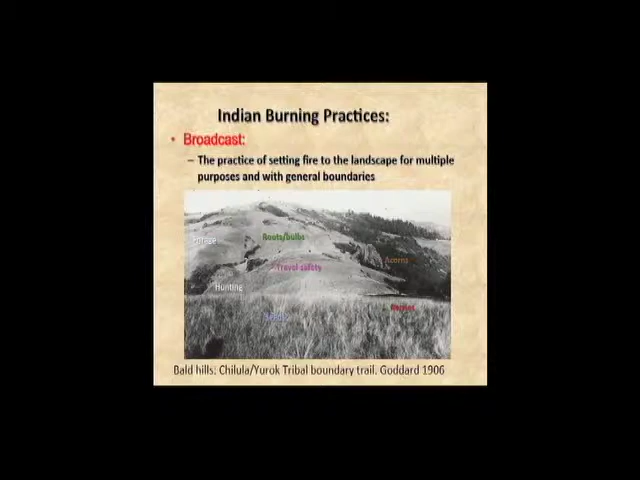 Indian Burning Practices:
• Broadcast:
– The practice of setting fire to the landscape for multiple
purposes and with general boundaries
Roots/bulbs
Acorns
Travel safety
Hunting
Bald hills: Chilula/Yurok Tribal boundary trail. Goddard 1906